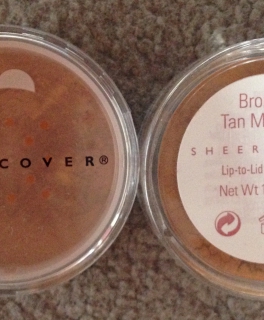 COVER®
Bro
Tan M
SHEER
Lip-to-Lid
Net Wt